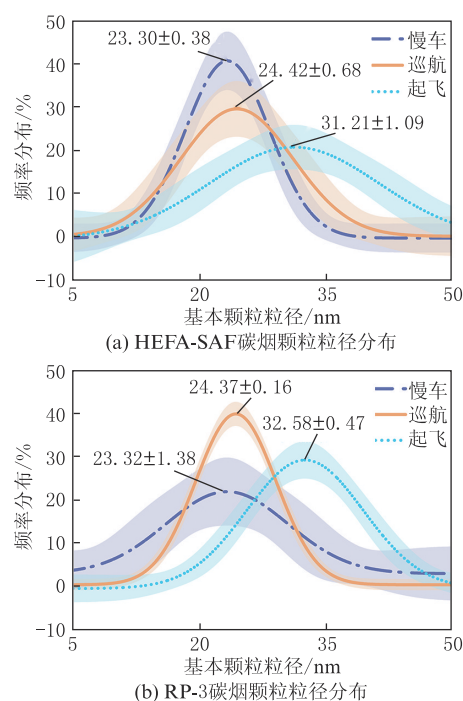 50
40
30
20
10
0
−10
频率分布/%
23.30±0.38
24.42±0.68
31.21±1.09
慢车
巡航
起飞
5
20
35
50
基本颗粒粒径/nm
(a) HEFA-SAF碳烟颗粒粒径分布
50
40
30
20
10
0
−10
频率分布/%
24.37±0.16
32.58±0.47
23.32±1.38
慢车
巡航
起飞
5
20
35
50
基本颗粒粒径/nm
(b) RP-3碳烟颗粒粒径分布